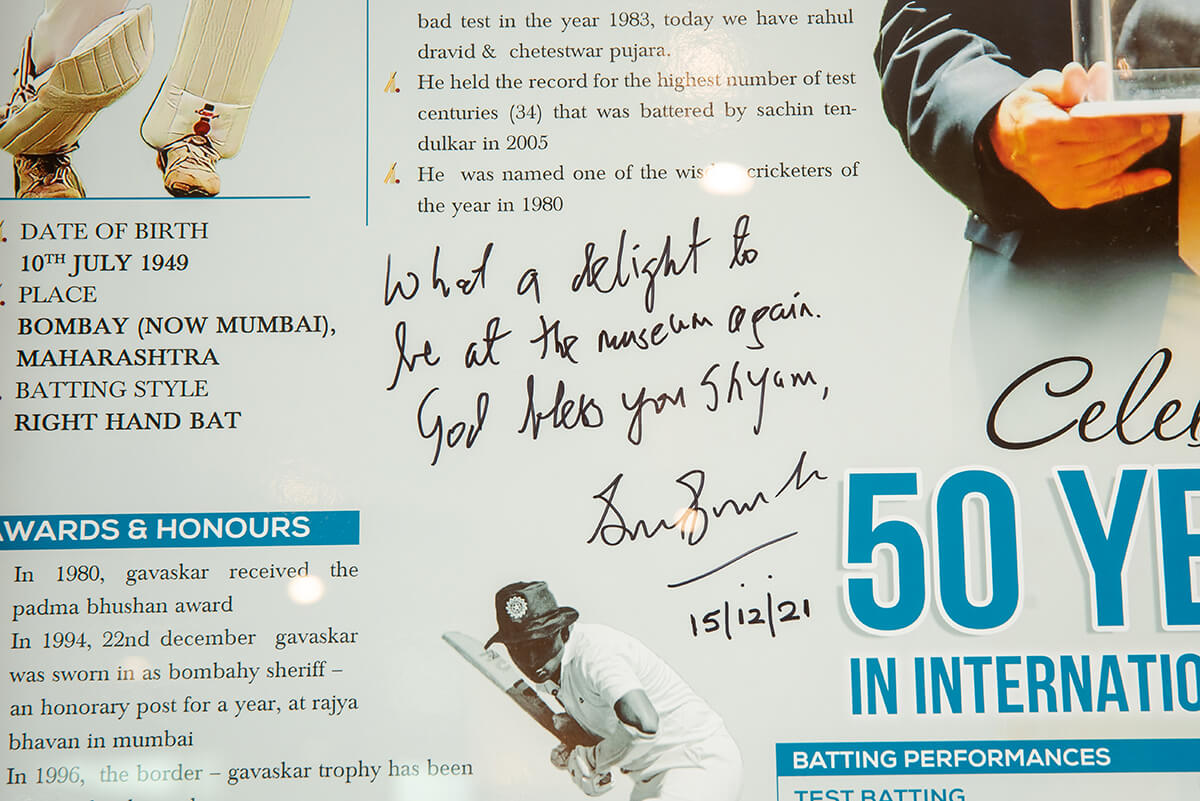 bad test in the year 1983, today we have rahul
dravid & chetestwar pujara.
He held the record for the highest number of test
centuries (34) that was battered by sachin ten-
dulkar in 2005
He was named one of the cricketers of
the year in 1980
DATE OF BIRTH
10TH JULY 1949
PLACE
BOMBAY (NOW MUMBAI),
MAHARASHTRA
BATTING STYLE
RIGHT HAND BAT
What a delight to
be at the museum again.
God bless you Shyam,
15/12/21
AWARDS & HONOURS
In 1980, gavaskar received the
padma bhushan award
In 1994, 22nd december gavaskar
was sworn in as bombahy sheriff –
an honorary post for a year, at rajya
bhavan in mumbai
In 1996, the border – gavaskar trophy has been
50
IN
BATTING PERFORMANCES
TEST BATTING